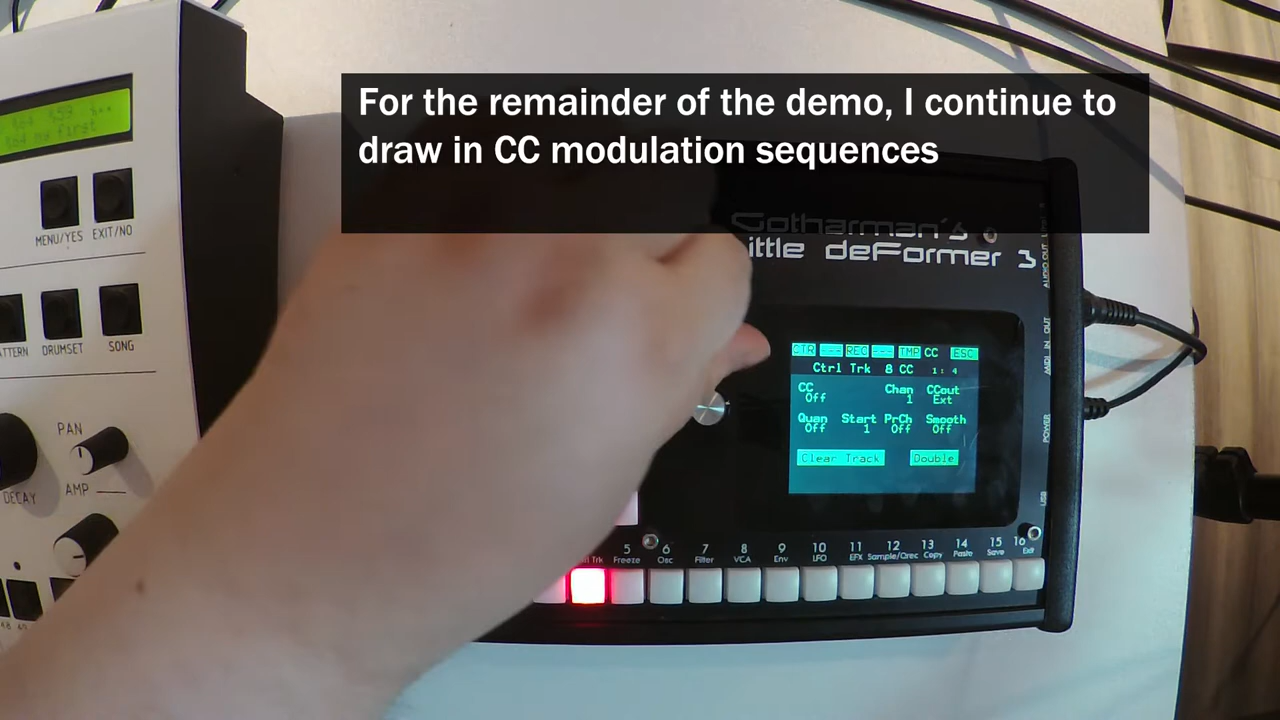 For the remainder of the demo, I continue to
draw in CC modulation sequences
Gotharman's
ittle deFormer 3
MENU/YES EXIT/NO
DRUMSET SONG
PAN
DECAY AMP
CTR --- REC --- TMP CC ESC
Ctrl Trk 8 CC 1: 4
CC Chan CCout
Off 1 Ext
Quan Start PrCh Smooth
Off 1 Off Off
Clear Track Double
AUDIO OUT
MIDI IN OUT
POWER
USB
5 6 7 8 9 10 11 12 13 14 15 16
Trk Freeze Osc Filter VCA Env LFO EFX Sample/Qrec Copy Paste Save Exit